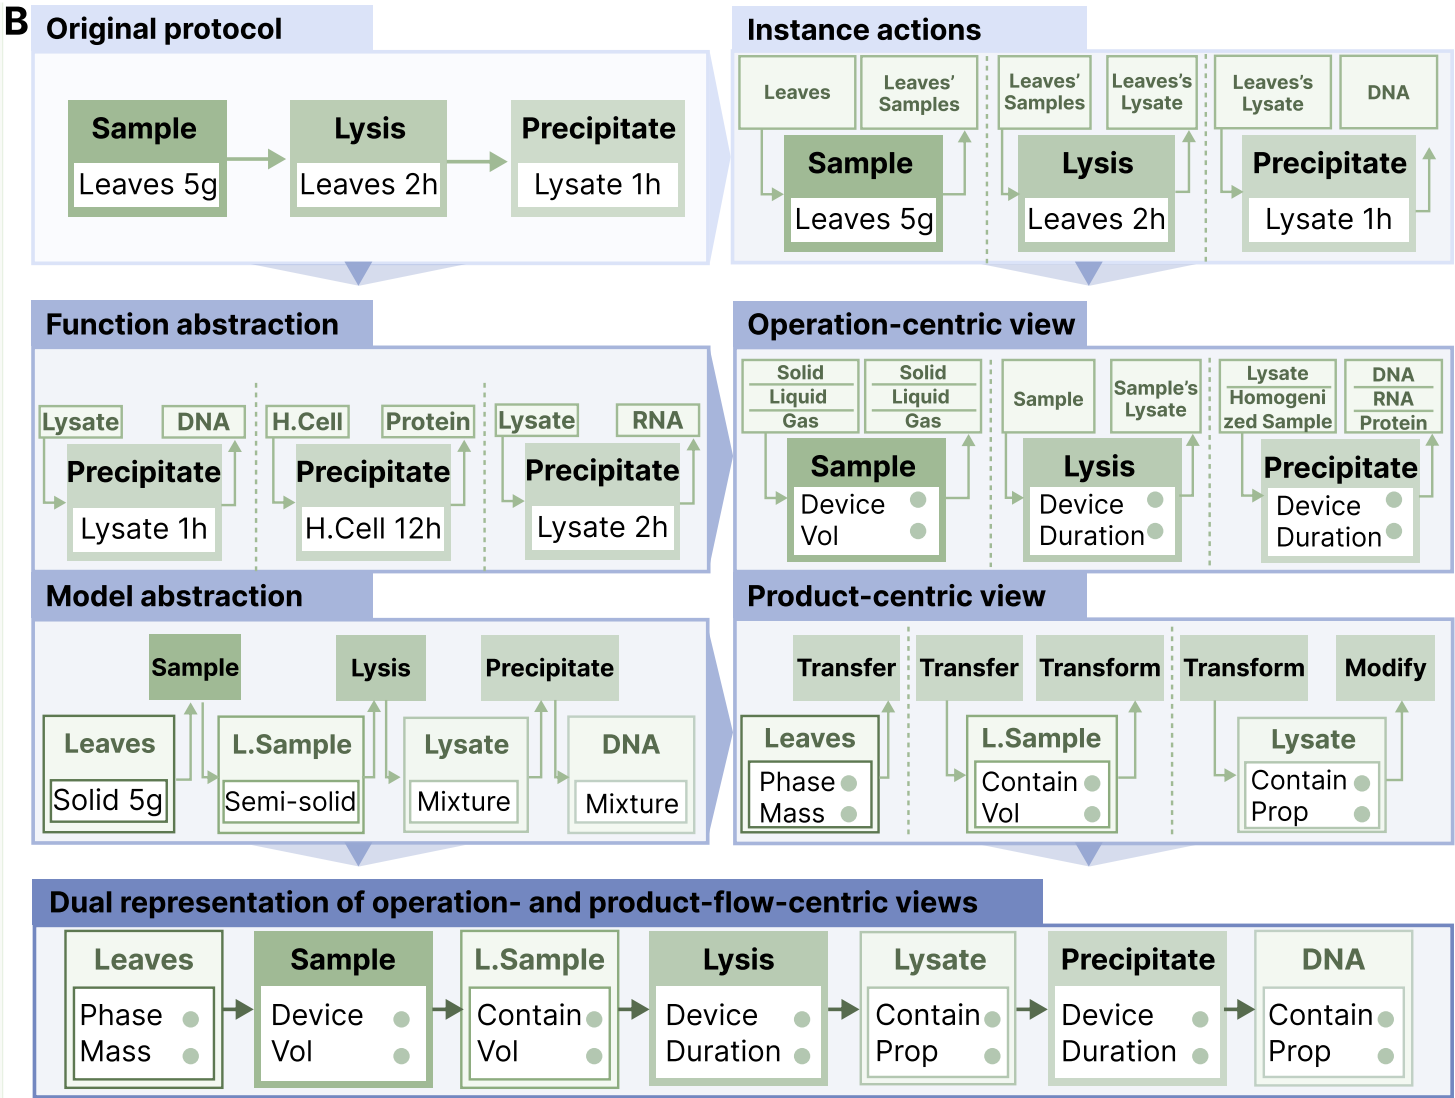 B
Original protocol
Sample
Leaves 5g
Lysis
Leaves 2h
Precipitate
Lysate 1h
Instance actions
Leaves
Leaves’
Samples
Sample
Leaves 5g
Leaves’
Samples
Leaves’s
Lysate
Lysis
Leaves 2h
Leaves’s
Lysate
DNA
Precipitate
Lysate 1h
Function abstraction
Lysate
DNA
Precipitate
Lysate 1h
H.Cell
Protein
Precipitate
H.Cell 12h
Lysate
RNA
Precipitate
Lysate 2h
Operation-centric view
Solid
Liquid
Gas
Solid
Liquid
Gas
Sample
Device
Vol
Sample
Sample’s
Lysate
Lysis
Device
Duration
Lysate
Homogeni
zed Sample
DNA
RNA
Protein
Precipitate
Device
Duration
Model abstraction
Sample
Lysis
Precipitate
Leaves
Solid 5g
L.Sample
Semi-solid
Lysate
Mixture
DNA
Mixture
Product-centric view
Transfer
Leaves
Phase
Mass
Transfer
Transform
L.Sample
Contain
Vol
Transform
Modify
Lysate
Contain
Prop
Dual representation of operation- and product-flow-centric views
Leaves
Phase
Mass
Sample
Device
Vol
L.Sample
Contain
Vol
Lysis
Device
Duration
Lysate
Contain
Prop
Precipitate
Device
Duration
DNA
Contain
Prop